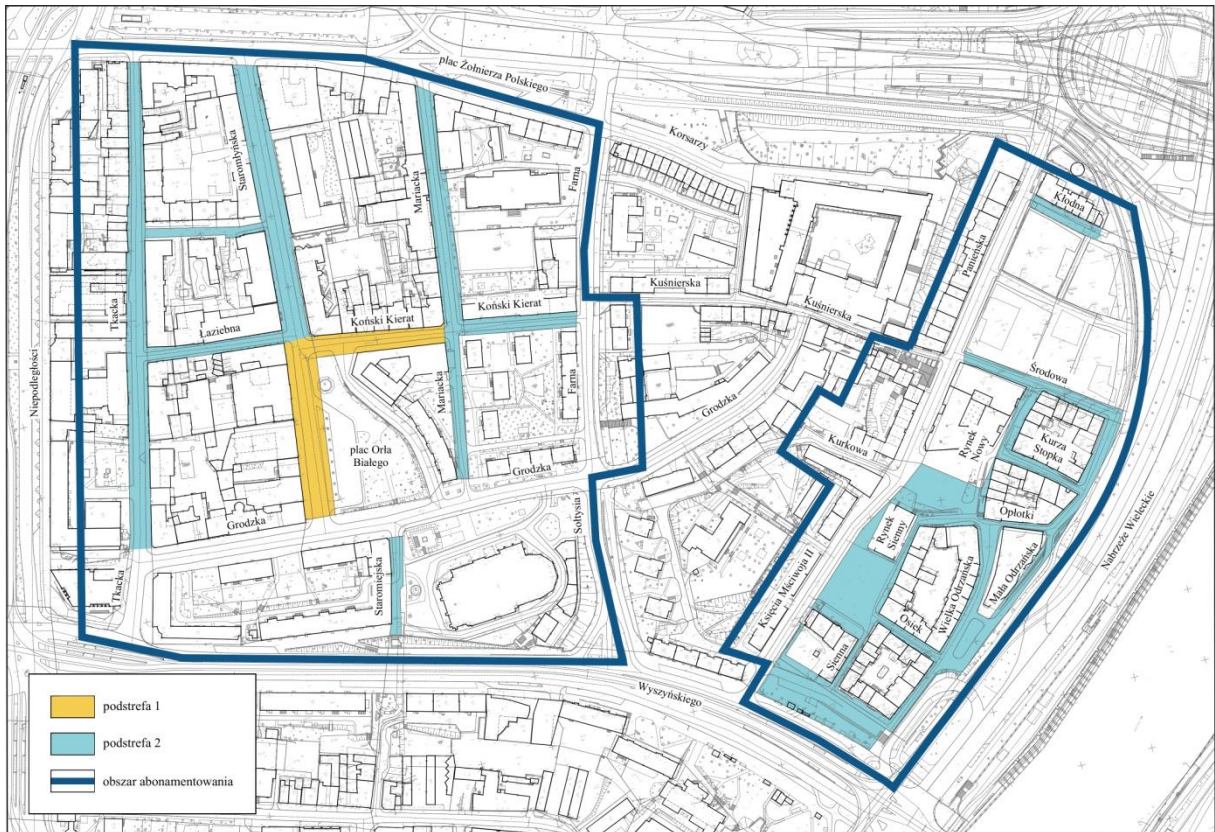 plac Żołnierza Polskiego
Korsarzy
Staromłyńska
Mariacka
Farna
Kłodna
Panieńska
Kuśnierska
Kuśnierska
Tkacka
Łaziebna
Koński Kierat
Koński Kierat
Niepodległości
Mariacka
Farna
Grodzka
Środowa
plac Orła
Białego
Kurkowa
Rynek
Nowy
Kurza
Stopka
Grodzka
Grodzka
Opłotki
Sołtysia
Rynek
Sienny
Nabrzeże Wieleckie
Tkacka
Staromiejska
Księcia Mściwoja II
Wielka Odrzańska
Mała Odrzańska
Osiek
Sienna
Wyszyńskiego
podstrefa 1
podstrefa 2
obszar abonamentowania